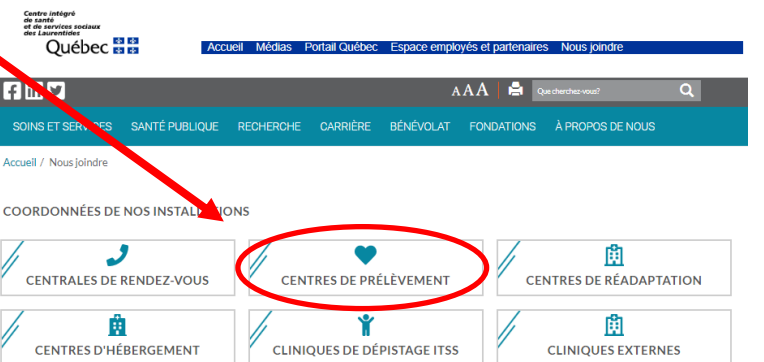 Centre intégré
de santé
et de services sociaux
des Laurentides
Québec
Accueil Médias Portail Québec Espace employés et partenaires Nous joindre
A A A Que cherchez-vous?
SOINS ET SERVICES SANTÉ PUBLIQUE RECHERCHE CARRIÈRE BÉNÉVOLAT FONDATIONS À PROPOS DE NOUS
Accueil / Nous joindre
COORDONNÉES DE NOS INSTALLATIONS
CENTRALES DE RENDEZ-VOUS CENTRES DE PRÉLÈVEMENT CENTRES DE RÉADAPTATION
CENTRES D'HÉBERGEMENT CLINIQUES DE DÉPISTAGE ITSS CLINIQUES EXTERNES